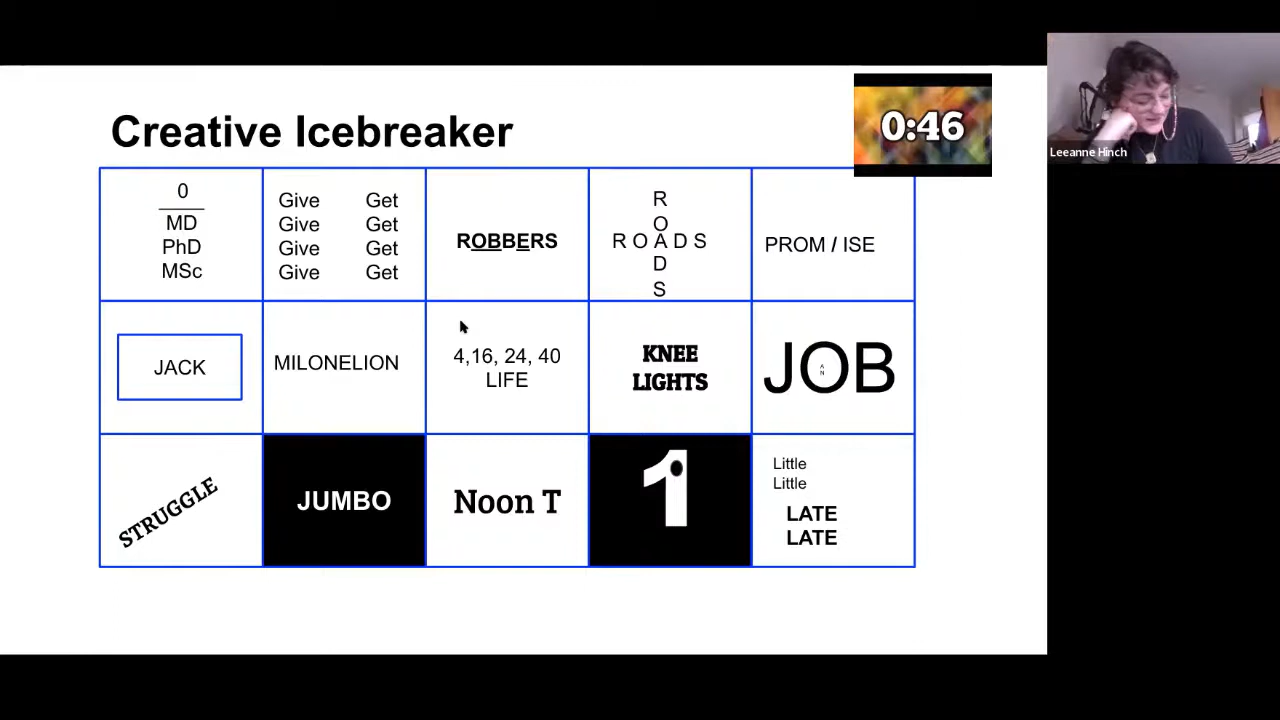 Creative Icebreaker
0:46
Leeanne Hinch
0
MD
PhD
MSc
Give Get
Give Get
Give Get
Give Get
ROBBERS
R
O
R O A D S
D
S
PROM / ISE
JACK
MILONELION
4,16, 24, 40
LIFE
KNEE
LIGHTS
JOB
A
N
STRUGGLE
JUMBO
Noon T
1
Little
Little
LATE
LATE